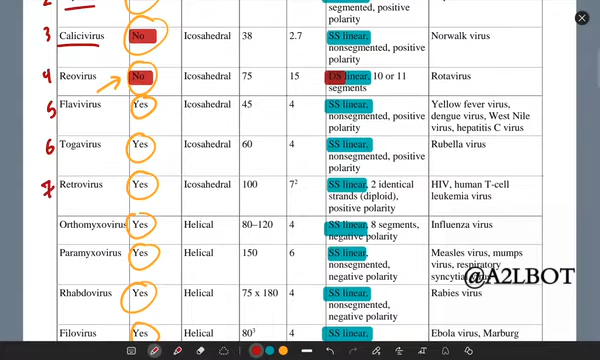 2 segmented, positive
polarity
3 Calicivirus No Icosahedral 38 2.7 SS linear, Norwalk virus
nonsegmented, positive
polarity
4 Reovirus No Icosahedral 75 15 DS linear, 10 or 11 Rotavirus
segments
5 Flavivirus Yes Icosahedral 45 4 SS linear, Yellow fever virus,
nonsegmented, positive dengue virus, West Nile
polarity virus, hepatitis C virus
6 Togavirus Yes Icosahedral 60 4 SS linear, Rubella virus
nonsegmented, positive
polarity
7 Retrovirus Yes Icosahedral 100 7² SS linear, 2 identical HIV, human T-cell
strands (diploid), leukemia virus
positive polarity
Orthomyxovirus Yes Helical 80–120 4 SS linear, 8 segments, Influenza virus
negative polarity
Paramyxovirus Yes Helical 150 6 SS linear, Measles virus, mumps
nonsegmented, virus, respiratory
negative polarity syncytial virus
@A2LBOT
Rhabdovirus Yes Helical 75 x 180 4 SS linear, Rabies virus
nonsegmented,
negative polarity
Filovirus Yes Helical 80³ 4 SS linear, Ebola virus, Marburg